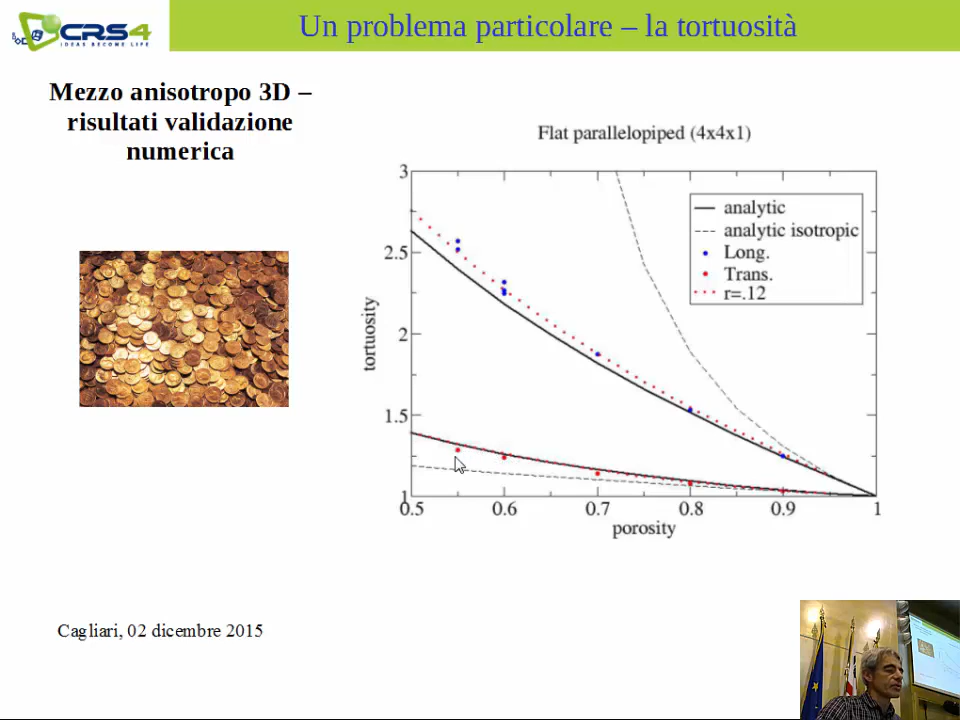 CRS4
IDEAS BECOME LIFE
Un problema particolare – la tortuosità
Mezzo anisotropo 3D –
risultati validazione
numerica
Flat parallelopiped (4x4x1)
analytic
analytic isotropic
Long.
Trans.
r=.12
3
2.5
2
1.5
1
tortuosity
0.5 0.6 0.7 0.8 0.9 1
porosity
Cagliari, 02 dicembre 2015